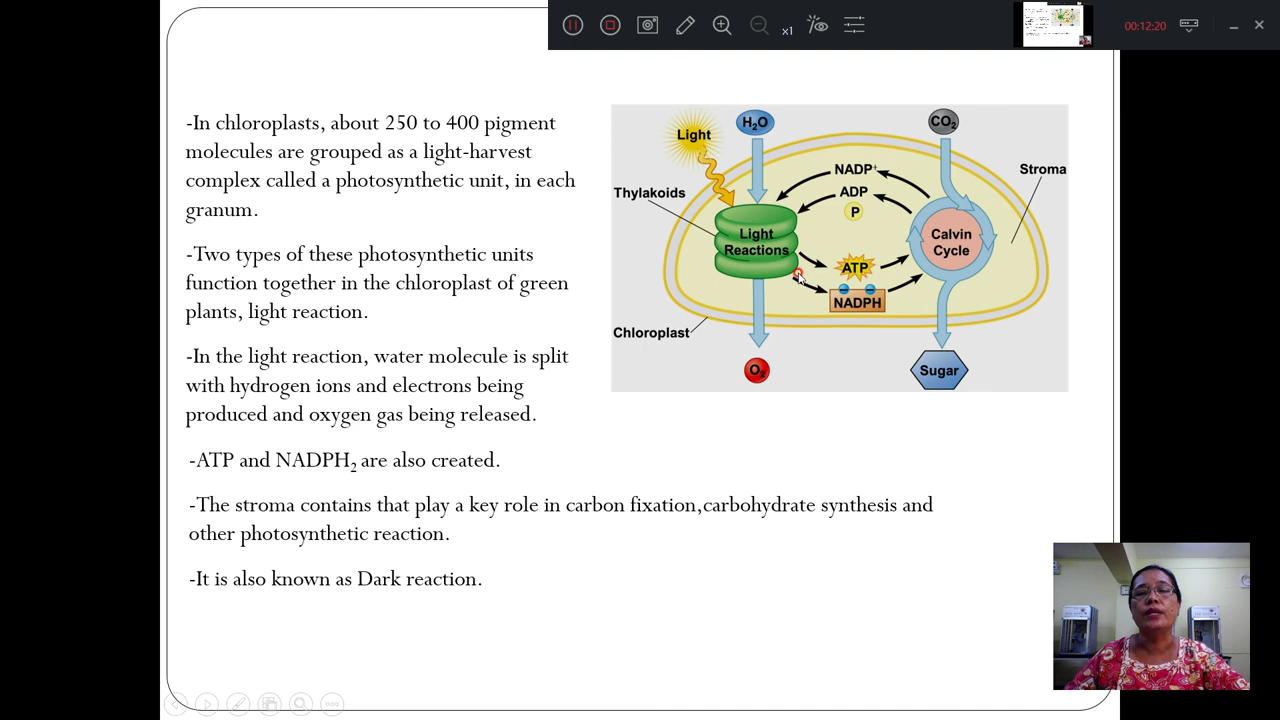 x1
00:12:20
-In chloroplasts, about 250 to 400 pigment
molecules are grouped as a light-harvest
complex called a photosynthetic unit, in each
granum.
-Two types of these photosynthetic units
function together in the chloroplast of green
plants, light reaction.
-In the light reaction, water molecule is split
with hydrogen ions and electrons being
produced and oxygen gas being released.
-ATP and NADPH₂ are also created.
-The stroma contains that play a key role in carbon fixation,carbohydrate synthesis and
other photosynthetic reaction.
-It is also known as Dark reaction.
Light
H₂O
CO₂
NADP⁺
Stroma
Thylakoids
ADP
P
Light
Reactions
Calvin
Cycle
ATP
NADPH
Chloroplast
O₂
Sugar